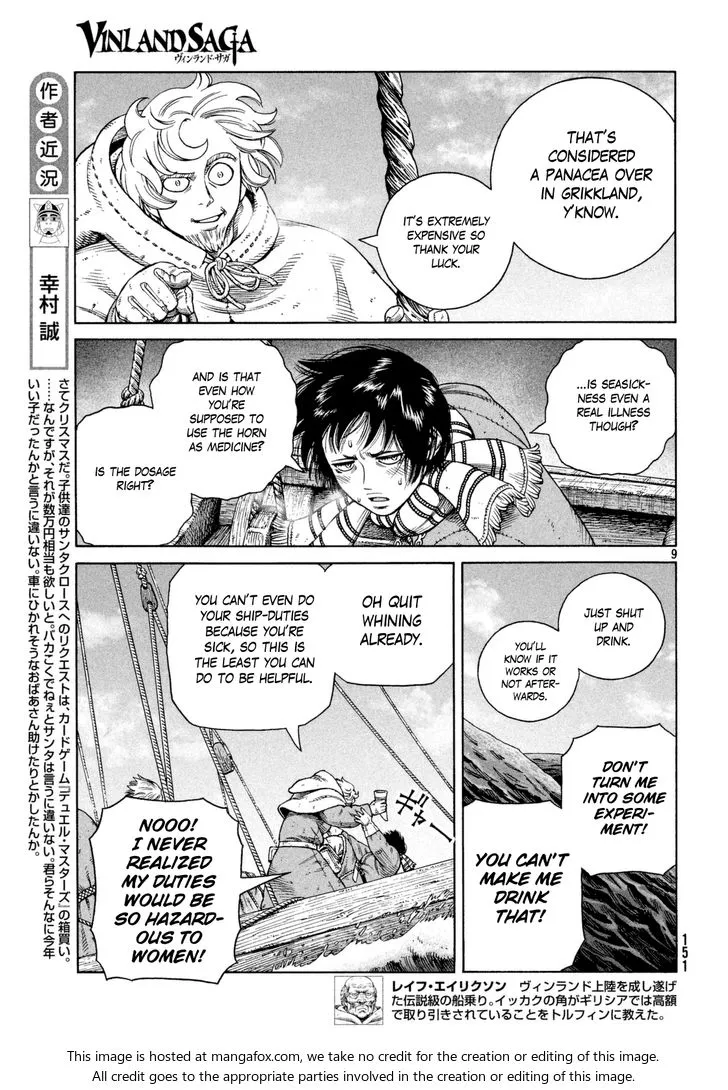 VINLAND SAGA
ヴィンランド・サガ
THAT'S
CONSIDERED
A PANACEA OVER
IN GRIKKLAND,
Y'KNOW.
IT'S EXTREMELY
EXPENSIVE SO
THANK YOUR
LUCK.
...IS SEASICK-
NESS EVEN A
REAL ILLNESS
THOUGH?
AND IS THAT
EVEN HOW
YOU'RE
SUPPOSED TO
USE THE HORN
AS MEDICINE?
IS THE DOSAGE
RIGHT?
9
JUST SHUT
UP AND
DRINK.
YOU'LL
KNOW IF IT
WORKS OR
NOT AFTER-
WARDS.
DON'T
TURN ME
INTO SOME
EXPERI-
MENT!
YOU CAN'T
MAKE ME
DRINK
THAT!
OH QUIT
WHINING
ALREADY.
YOU CAN'T EVEN DO
YOUR SHIP-DUTIES
BECAUSE YOU'RE
SICK, SO THIS IS
THE LEAST YOU CAN
DO TO BE HELPFUL.
ギャー
NOOO!
I NEVER
REALIZED
MY DUTIES
WOULD BE
SO HAZARD-
OUS TO
WOMEN!
作者近況
幸村誠
さてクリスマスだ。子供達のサンタクロースへのリクエストは、カードゲーム『デュエル・マスターズ』の箱買い。
……なんですが、それが数万円相当も欲しいと。バカこくでねぇとサンタは言うに違いない。君らそんなに今年
いい子だったんかと言うに違いない。車にひかれそうなおばあさん助けたりとかしたんか。
151
レイフ・エイリクソン ヴィンランド上陸を成し遂げ
た伝説級の船乗り。イッカクの角がギリシアでは高額
で取り引きされていることをトルフィンに教えた。
This image is hosted at mangafox.com, we take no credit for the creation or editing of this image.
All credit goes to the appropriate parties involved in the creation or editing of this image.